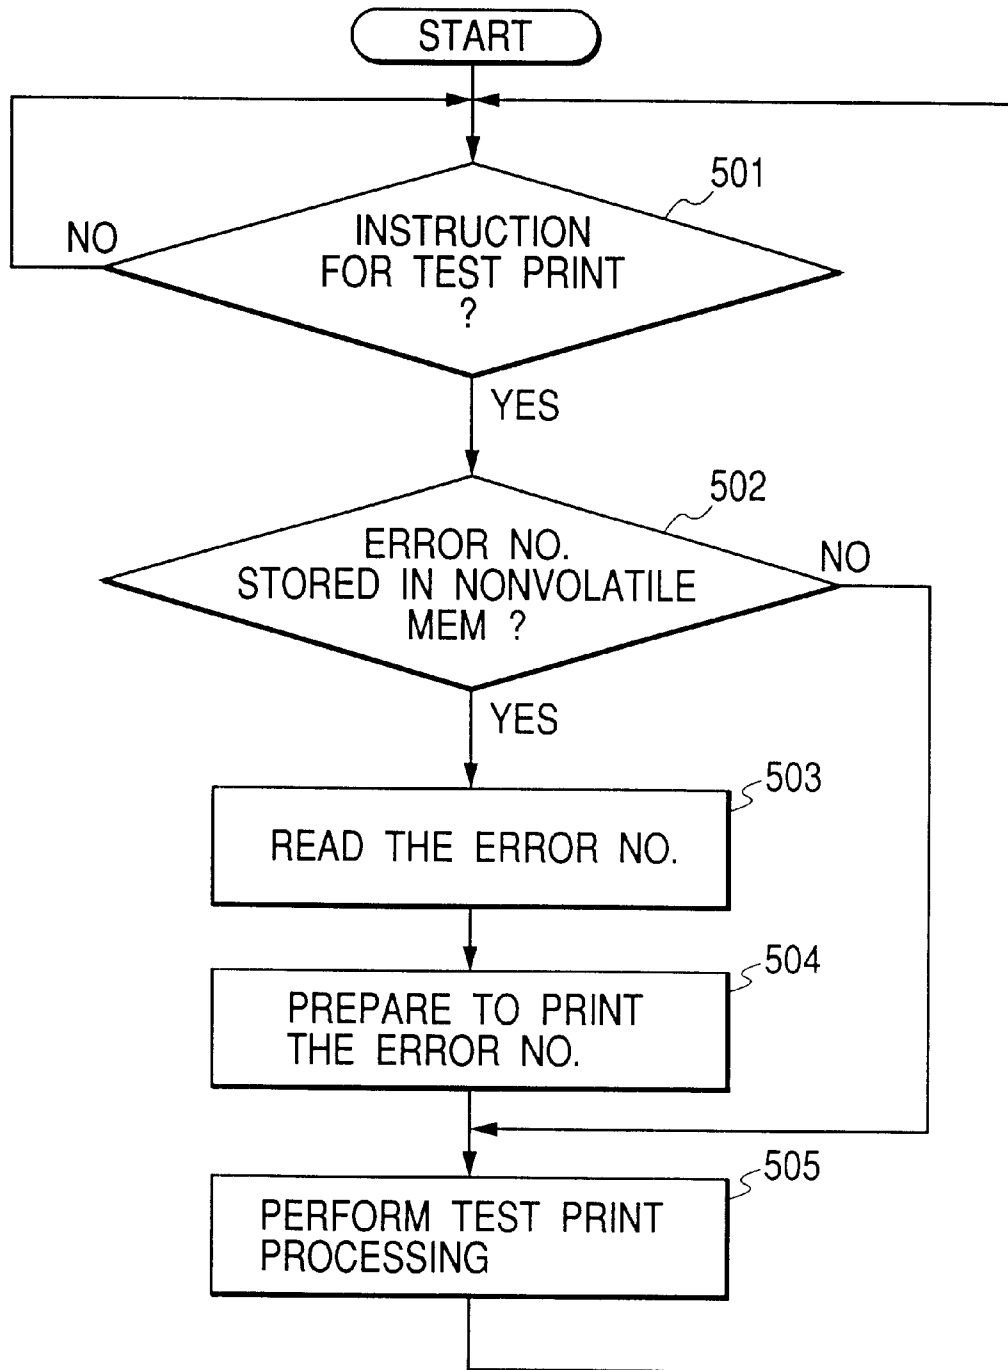 START
501
NO
INSTRUCTION
FOR TEST PRINT
?
YES
502
ERROR NO.
STORED IN NONVOLATILE
MEM ?
NO
YES
503
READ THE ERROR NO.
504
PREPARE TO PRINT
THE ERROR NO.
505
PERFORM TEST PRINT
PROCESSING